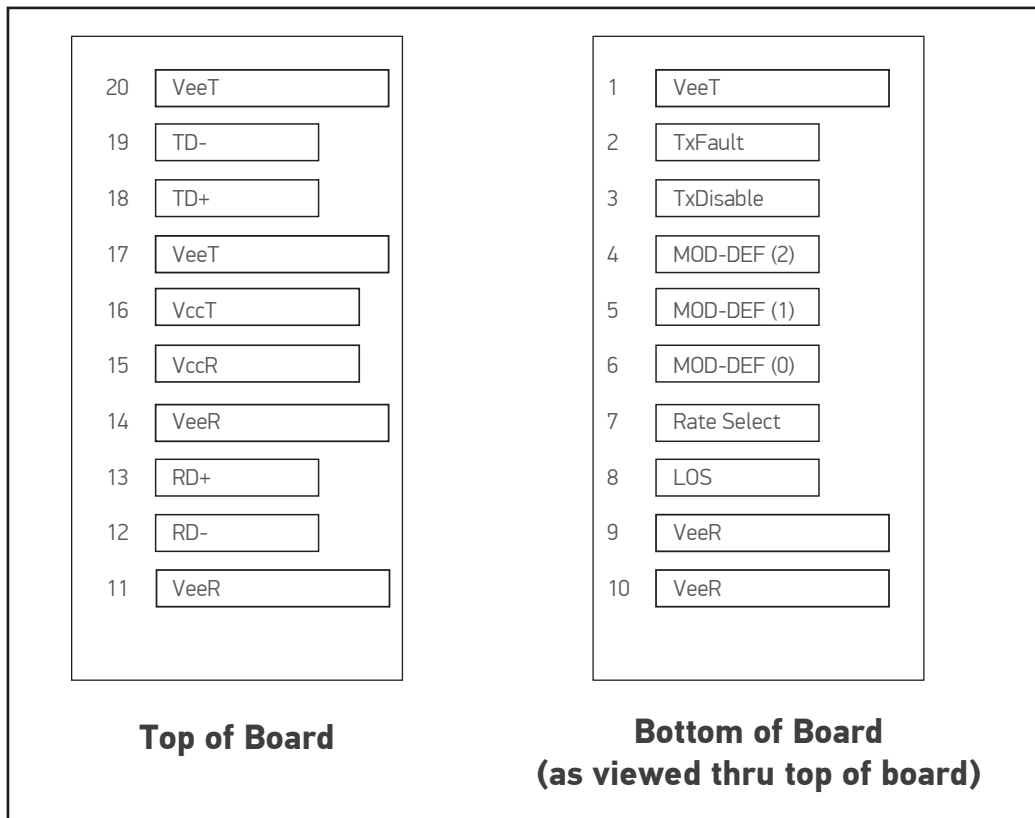 20 VeeT
19 TD-
18 TD+
17 VeeT
16 VccT
15 VccR
14 VeeR
13 RD+
12 RD-
11 VeeR
Top of Board
1 VeeT
2 TxFault
3 TxDisable
4 MOD-DEF (2)
5 MOD-DEF (1)
6 MOD-DEF (0)
7 Rate Select
8 LOS
9 VeeR
10 VeeR
Bottom of Board
(as viewed thru top of board)